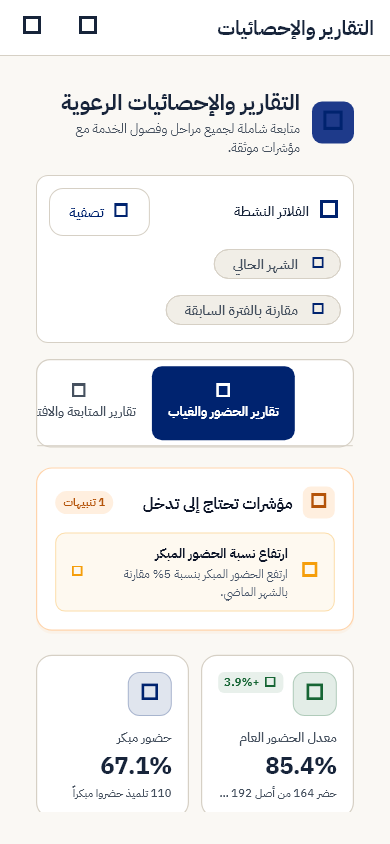 التقارير والإحصائيات
التقارير والإحصائيات الرعوية
متابعة شاملة لجميع مراحل وفصول الخدمة مع
مؤشرات موثقة.
الفلاتر النشطة
تصفية
الشهر الحالي
مقارنة بالفترة السابقة
تقارير الحضور والغياب
تقارير المتابعة والافت
مؤشرات تحتاج إلى تدخل
1 تنبيهات
ارتفاع نسبة الحضور المبكر
ارتفع الحضور المبكر بنسبة 5% مقارنة
بالشهر الماضي.
+3.9%
معدل الحضور العام
85.4%
حضر 164 من أصل 192 ...
حضور مبكر
67.1%
110 تلميذ حضروا مبكراً